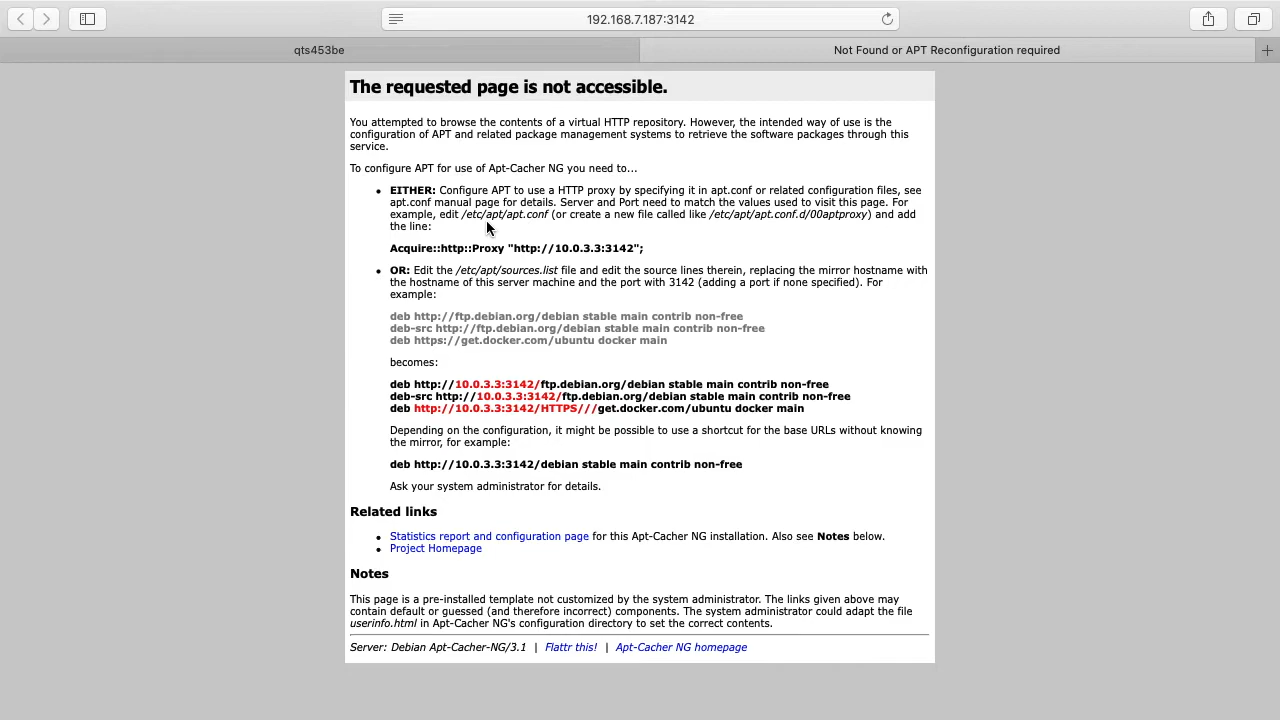 192.168.7.187:3142
qts453be
Not Found or APT Reconfiguration required
The requested page is not accessible.
You attempted to browse the contents of a virtual HTTP repository. However, the intended way of use is the
configuration of APT and related package management systems to retrieve the software packages through this
service.
To configure APT for use of Apt-Cacher NG you need to...
• EITHER: Configure APT to use a HTTP proxy by specifying it in apt.conf or related configuration files, see
apt.conf manual page for details. Server and Port need to match the values used to visit this page. For
example, edit /etc/apt/apt.conf (or create a new file called like /etc/apt/apt.conf.d/00aptproxy) and add
the line:
Acquire::http::Proxy "http://10.0.3.3:3142";
• OR: Edit the /etc/apt/sources.list file and edit the source lines therein, replacing the mirror hostname with
the hostname of this server machine and the port with 3142 (adding a port if none specified). For
example:
deb http://ftp.debian.org/debian stable main contrib non-free
deb-src http://ftp.debian.org/debian stable main contrib non-free
deb https://get.docker.com/ubuntu docker main
becomes:
deb http://10.0.3.3:3142/ftp.debian.org/debian stable main contrib non-free
deb-src http://10.0.3.3:3142/ftp.debian.org/debian stable main contrib non-free
deb http://10.0.3.3:3142/HTTPS///get.docker.com/ubuntu docker main
Depending on the configuration, it might be possible to use a shortcut for the base URLs without knowing
the mirror, for example:
deb http://10.0.3.3:3142/debian stable main contrib non-free
Ask your system administrator for details.
Related links
• Statistics report and configuration page for this Apt-Cacher NG installation. Also see Notes below.
• Project Homepage
Notes
This page is a pre-installed template not customized by the system administrator. The links given above may
contain default or guessed (and therefore incorrect) components. The system administrator could adapt the file
userinfo.html in Apt-Cacher NG's configuration directory to set the correct contents.
Server: Debian Apt-Cacher-NG/3.1 | Flattr this! | Apt-Cacher NG homepage